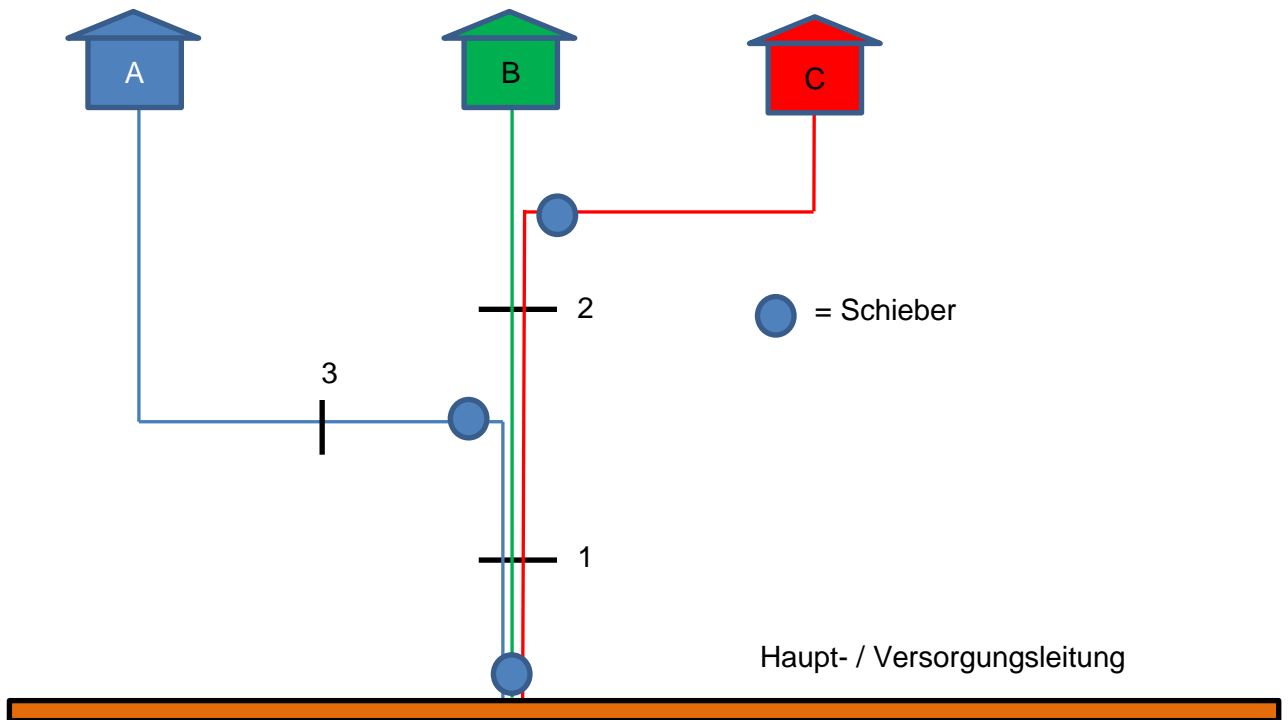 A
B
C
2
= Schieber
3
1
Haupt- / Versorgungsleitung